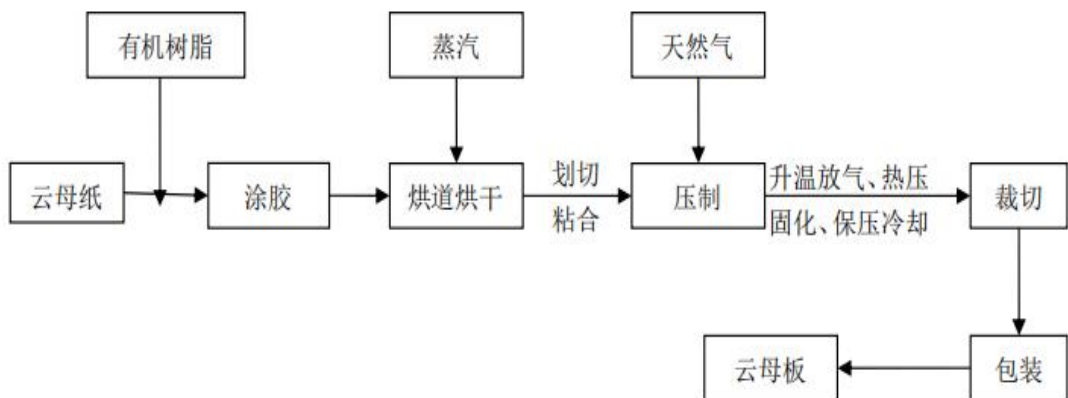 有机树脂
蒸汽
天然气
云母纸
涂胶
烘道烘干
划切
粘合
压制
升温放气、热压
固化、保压冷却
裁切
云母板
包装